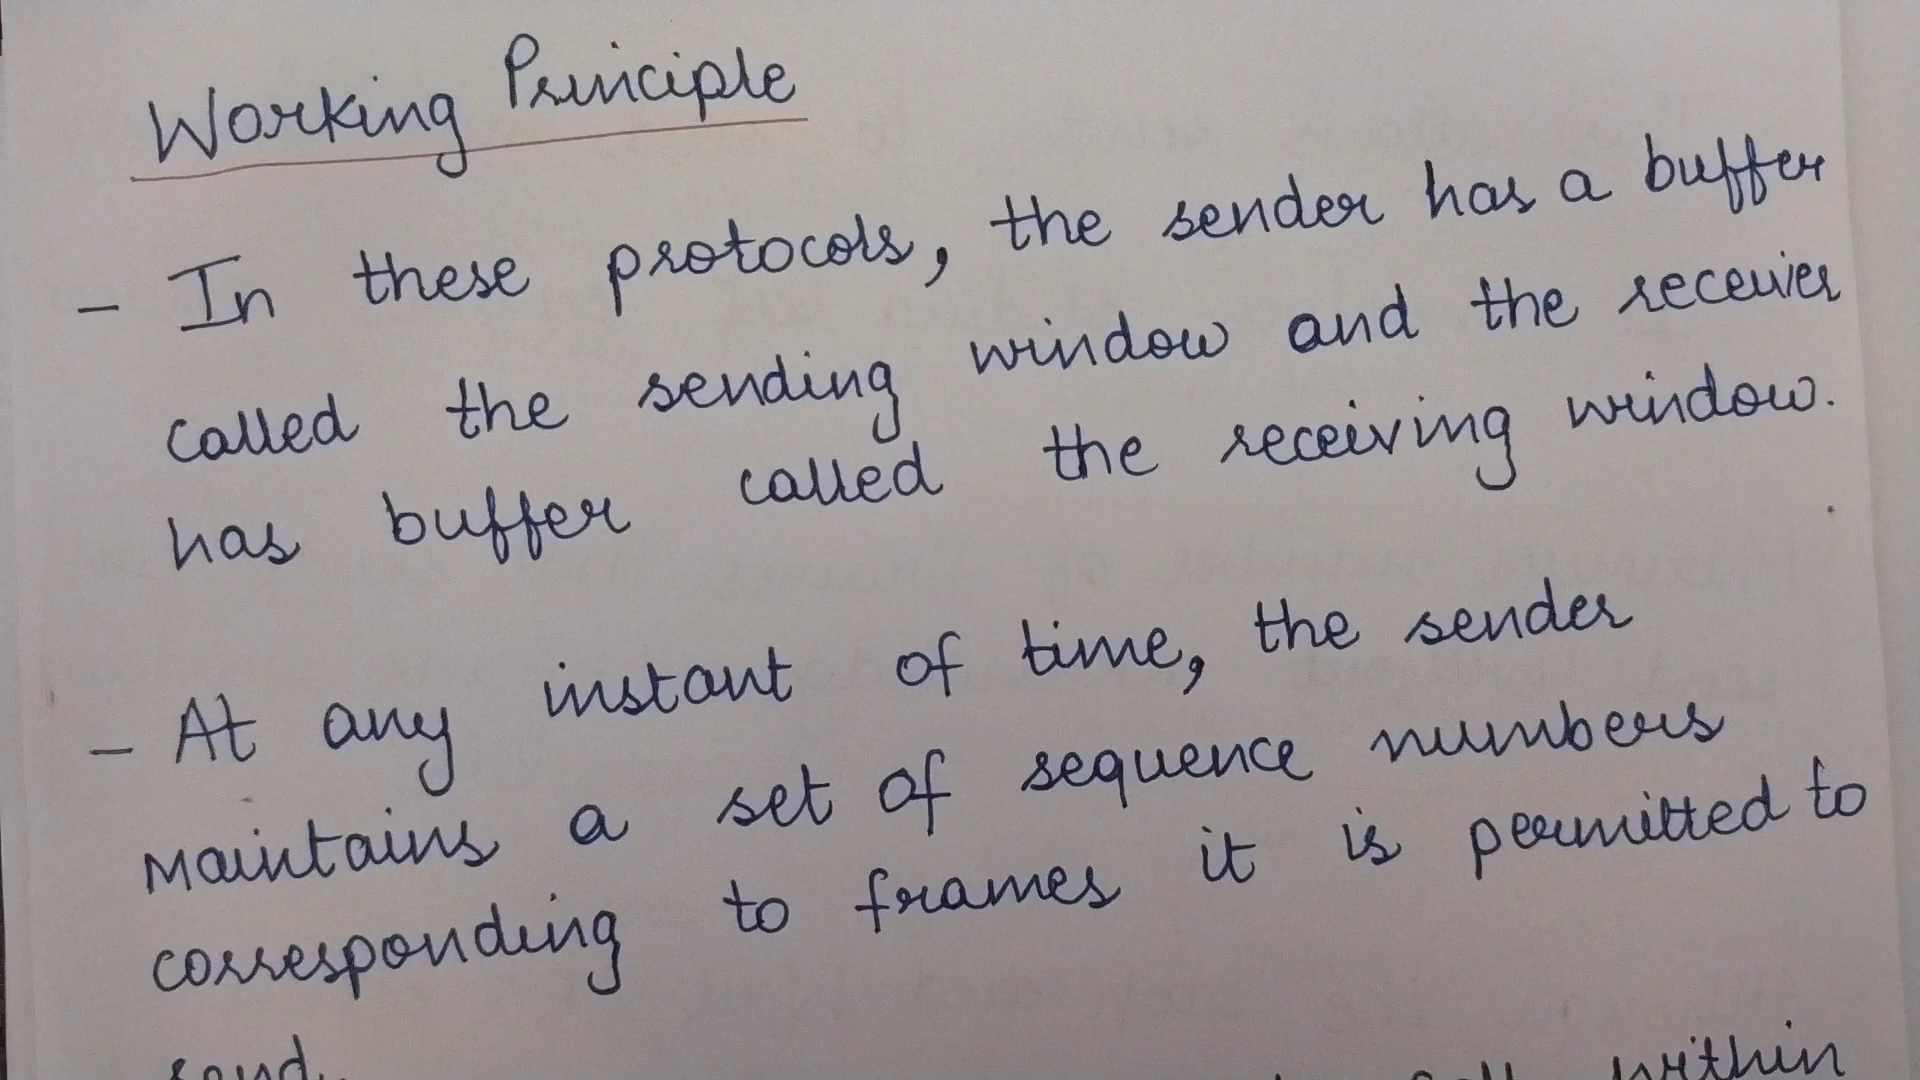 Working Principle
- In these protocols, the sender has a buffer
called the sending window and the receiver
has buffer called the receiving window.
- At any instant of time, the sender
maintains a set of sequence numbers
corresponding to frames it is permitted to
send. within